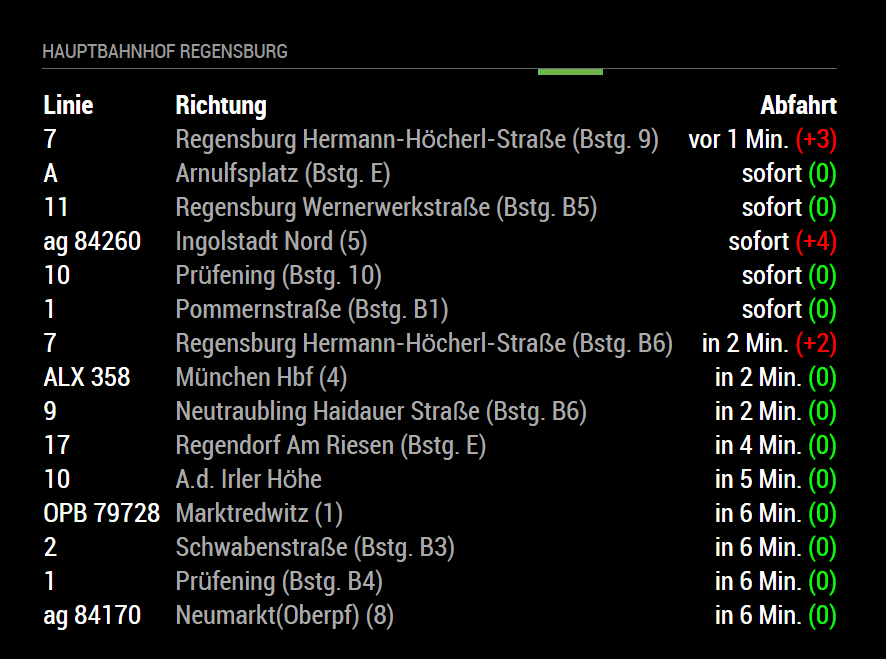 HAUPTBAHNHOF REGENSBURG
Linie Richtung Abfahrt
7 Regensburg Hermann-Höcherl-Straße (Bstg. 9) vor 1 Min. (+3)
A Arnulfsplatz (Bstg. E) sofort (0)
11 Regensburg Wernerwerkstraße (Bstg. B5) sofort (0)
ag 84260 Ingolstadt Nord (5) sofort (+4)
10 Prüfening (Bstg. 10) sofort (0)
1 Pommernstraße (Bstg. B1) sofort (0)
7 Regensburg Hermann-Höcherl-Straße (Bstg. B6) in 2 Min. (+2)
ALX 358 München Hbf (4) in 2 Min. (0)
9 Neutraubling Haidauer Straße (Bstg. B6) in 2 Min. (0)
17 Regendorf Am Riesen (Bstg. E) in 4 Min. (0)
10 A.d. Irler Höhe in 5 Min. (0)
OPB 79728 Marktredwitz (1) in 6 Min. (0)
2 Schwabenstraße (Bstg. B3) in 6 Min. (0)
1 Prüfening (Bstg. B4) in 6 Min. (0)
ag 84170 Neumarkt(Oberpf) (8) in 6 Min. (0)